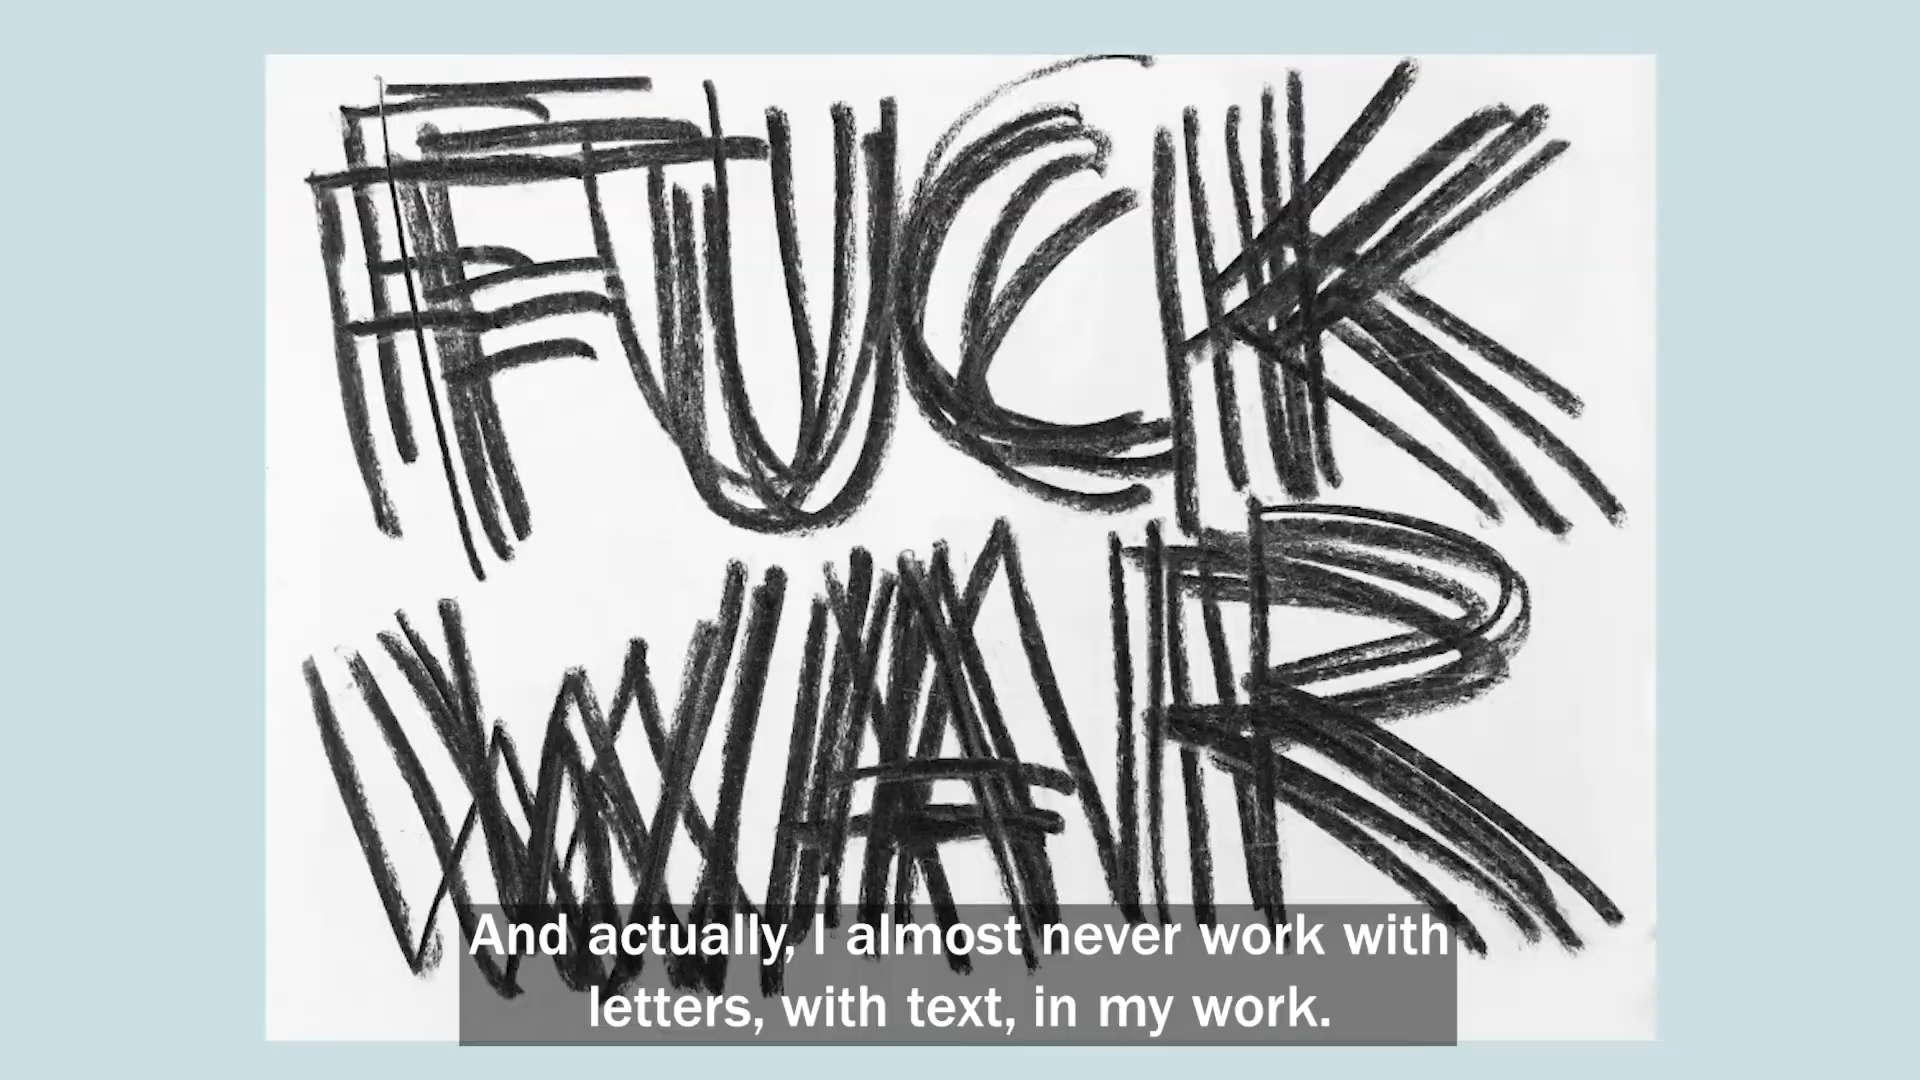 FUCK
WAR
And actually, I almost never work with
letters, with text, in my work.